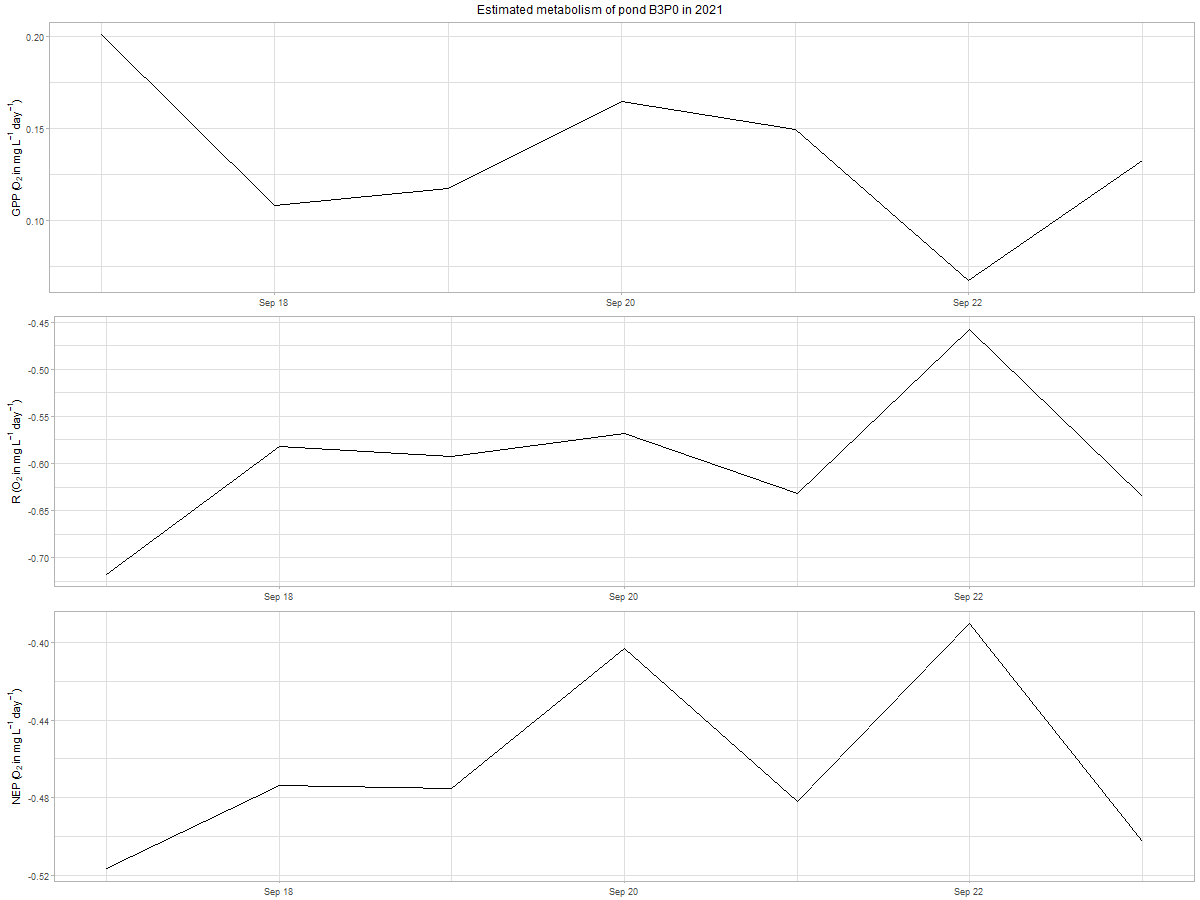 Estimated metabolism of pond B3P0 in 2021
GPP (O₂ in mg L⁻¹ day⁻¹)
0.20
0.15
0.10
Sep 18 Sep 20 Sep 22
R (O₂ in mg L⁻¹ day⁻¹)
-0.45
-0.50
-0.55
-0.60
-0.65
-0.70
Sep 18 Sep 20 Sep 22
NEP (O₂ in mg L⁻¹ day⁻¹)
-0.40
-0.44
-0.48
-0.52
Sep 18 Sep 20 Sep 22